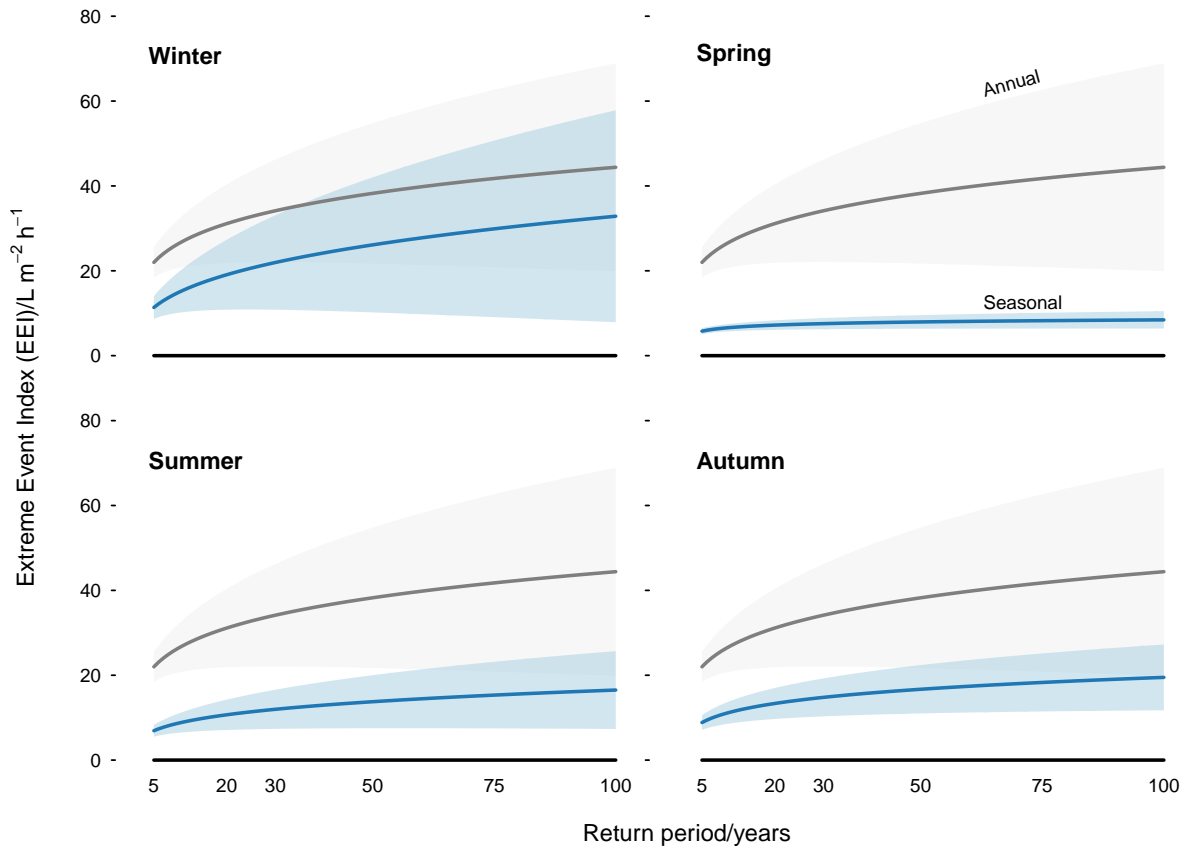 80 -
Winter
Spring
Annual
60 -
40 -
20 -
Seasonal
0 -
80 -
Summer
Autumn
60 -
40 -
20 -
0 -
5 20 30 50 75 100
5 20 30 50 75 100
Return period/years
Extreme Event Index (EEI)/L m⁻² h⁻¹